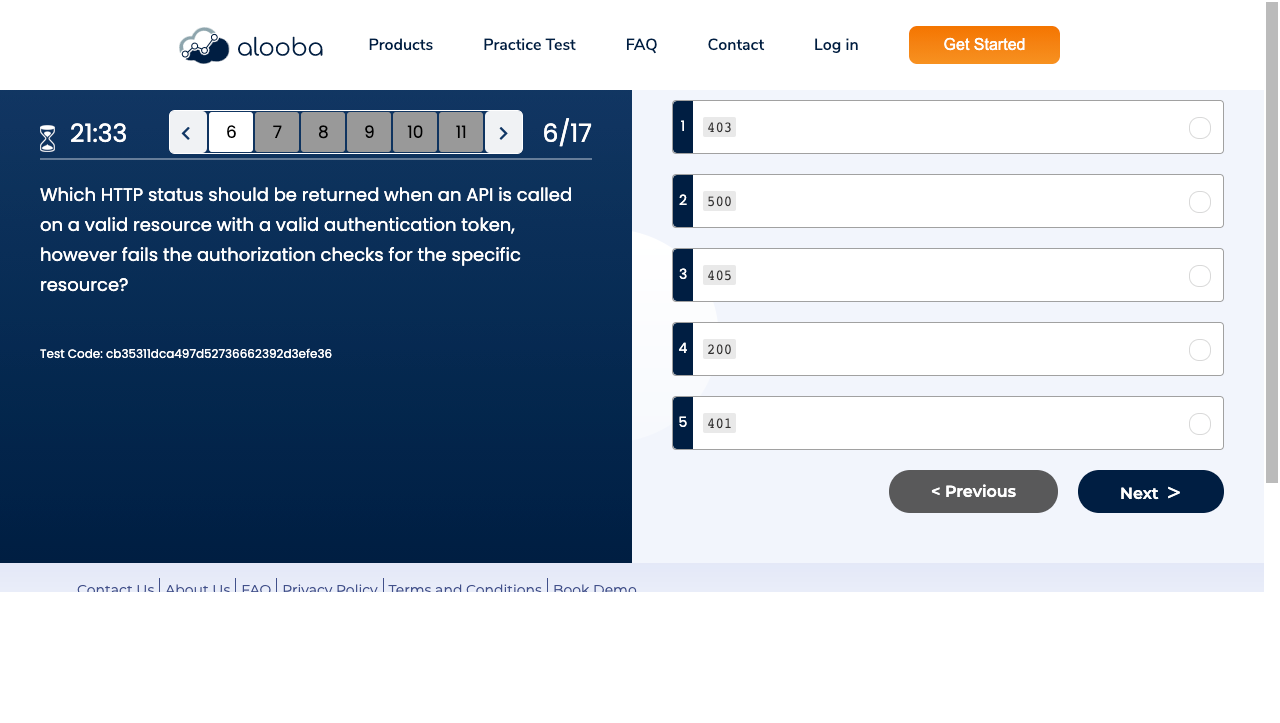 alooba
Products
Practice Test
FAQ
Contact
Log in
Get Started
21:33
< 6 7 8 9 10 11 >
6/17
Which HTTP status should be returned when an API is called
on a valid resource with a valid authentication token,
however fails the authorization checks for the specific
resource?
Test Code: cb35311dca497d52736662392d3efe36
1 403
2 500
3 405
4 200
5 401
< Previous
Next >
Contact Us | About Us | FAQ | Privacy Policy | Terms and Conditions | Book Demo